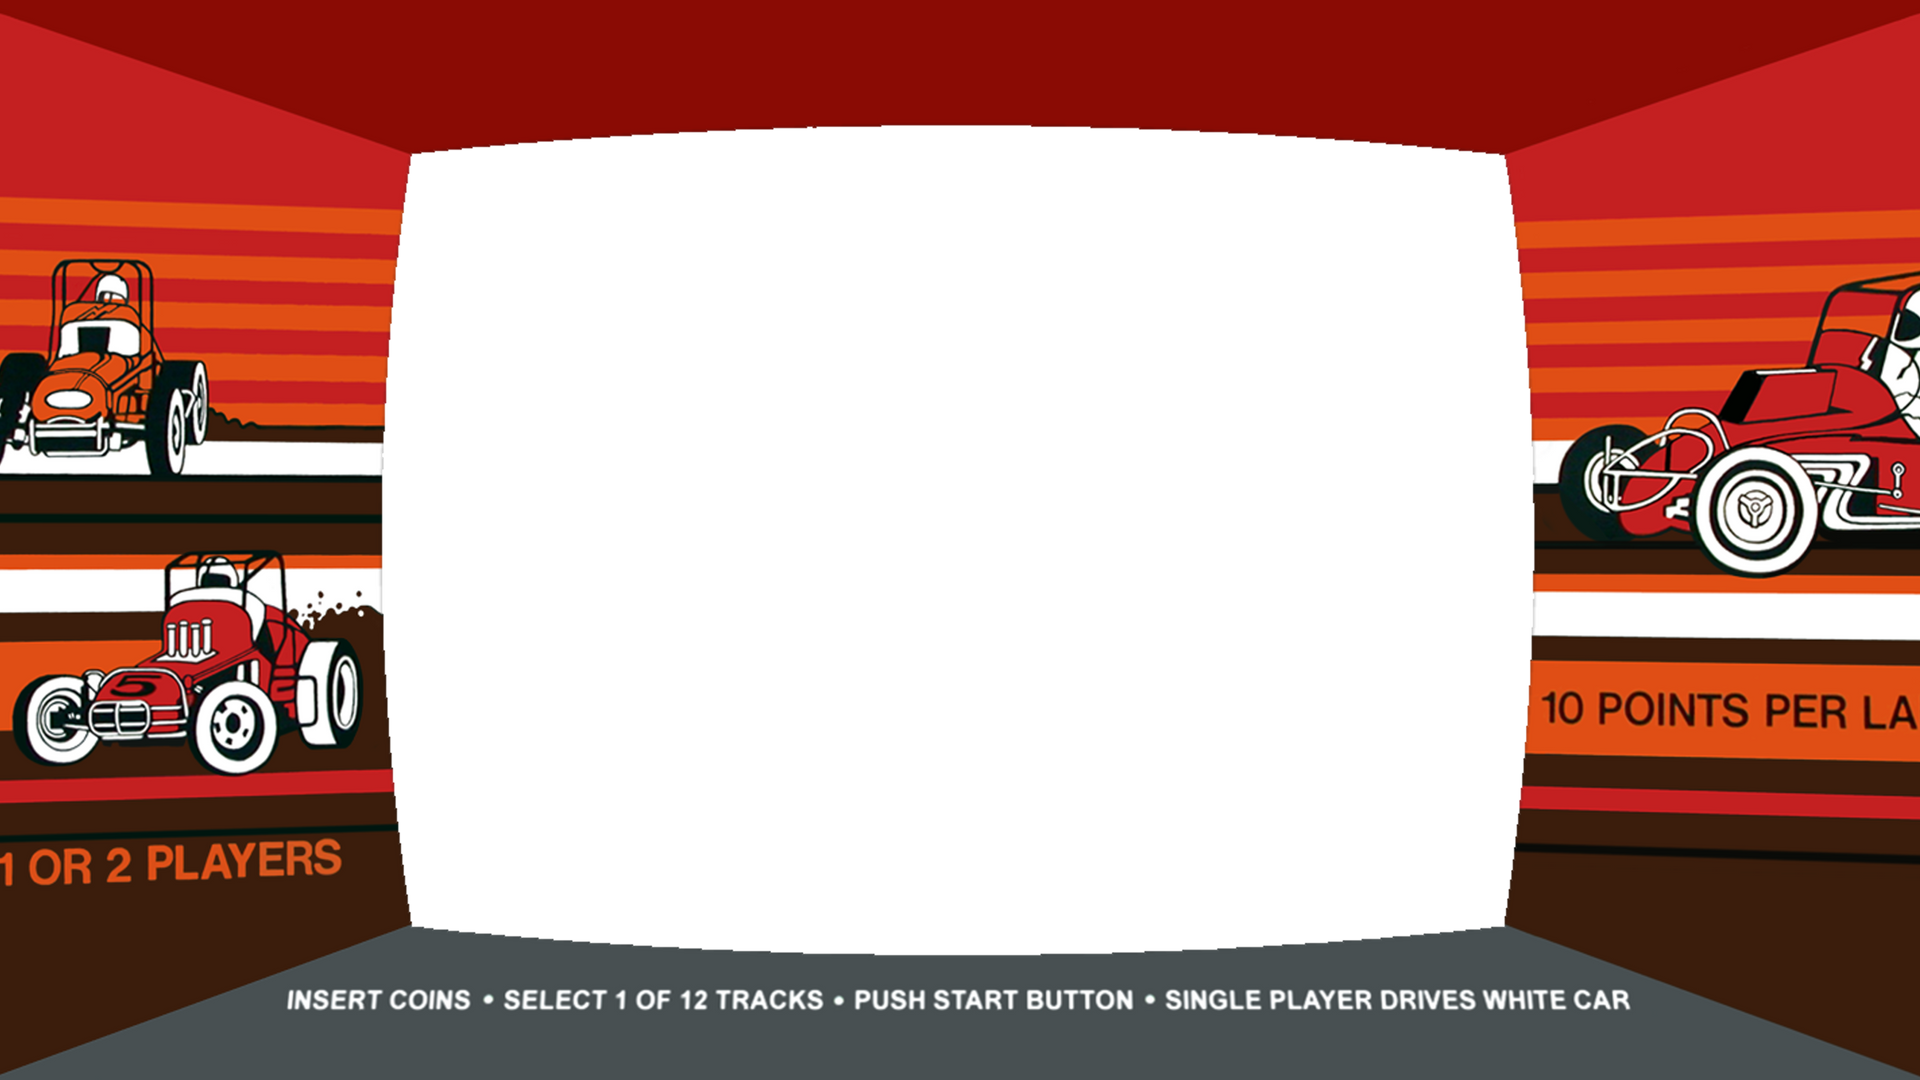 5
10 POINTS PER LA
1 OR 2 PLAYERS
INSERT COINS • SELECT 1 OF 12 TRACKS • PUSH START BUTTON • SINGLE PLAYER DRIVES WHITE CAR